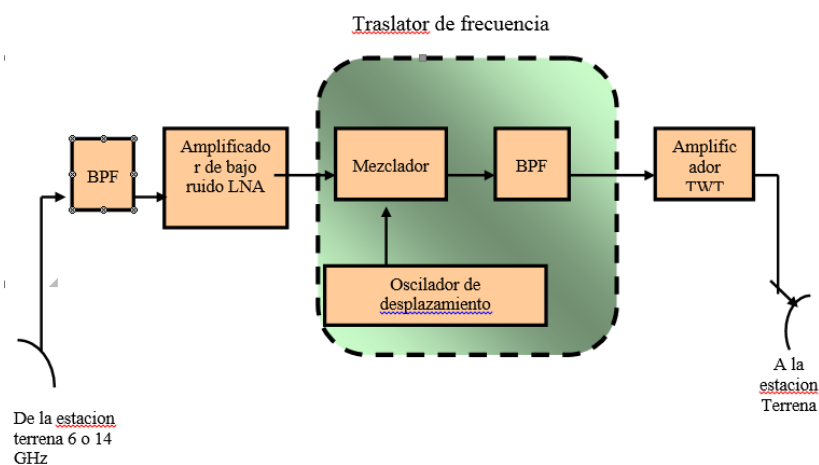 Traslator de frecuencia
BPF
Amplificado
r de bajo
ruido LNA
Mezclador
BPF
Amplific
ador
TWT
Oscilador de
desplazamiento
De la estacion
terrena 6 o 14
GHz
A la
estacion
Terrena